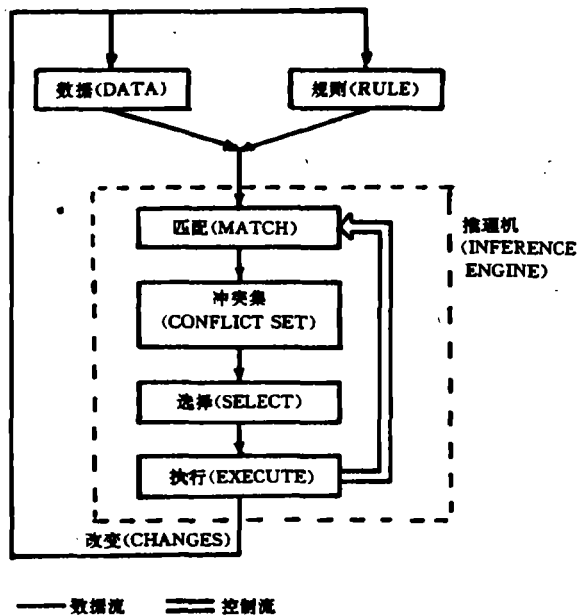 数据(DATA)
规则(RULE)
匹配(MATCH)
推理机
(INFERENCE
ENGINE)
冲突集
(CONFLICT SET)
选择(SELECT)
执行(EXECUTE)
改变(CHANGES)
数据流
控制流